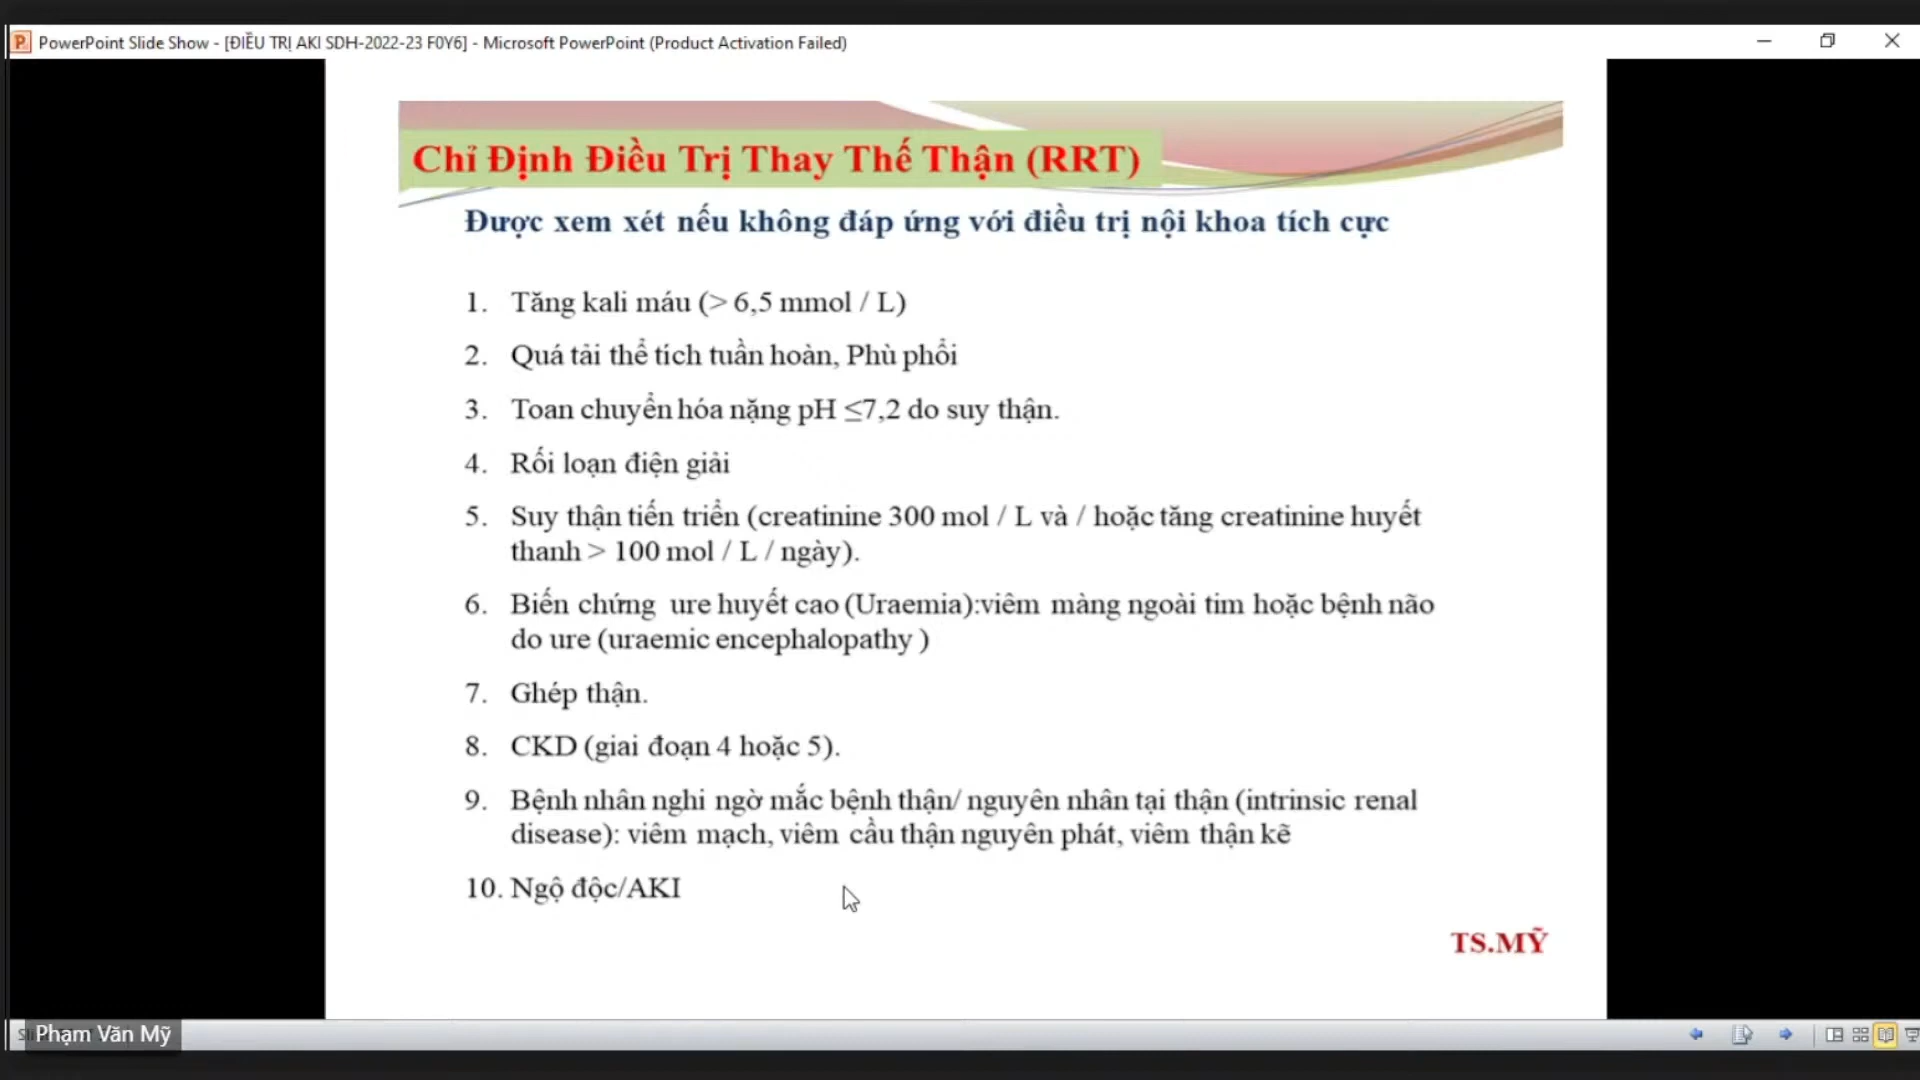 PowerPoint Slide Show - [ĐIỀU TRỊ AKI SDH-2022-23 F0Y6] - Microsoft PowerPoint (Product Activation Failed)
Chỉ Định Điều Trị Thay Thế Thận (RRT)
Được xem xét nếu không đáp ứng với điều trị nội khoa tích cực
1. Tăng kali máu (> 6,5 mmol / L)
2. Quá tải thể tích tuần hoàn, Phù phổi
3. Toan chuyển hóa nặng pH ≤7,2 do suy thận.
4. Rối loạn điện giải
5. Suy thận tiến triển (creatinine 300 mol / L và / hoặc tăng creatinine huyết
thanh > 100 mol / L / ngày).
6. Biến chứng ure huyết cao (Uraemia):viêm màng ngoài tim hoặc bệnh não
do ure (uraemic encephalopathy )
7. Ghép thận.
8. CKD (giai đoạn 4 hoặc 5).
9. Bệnh nhân nghi ngờ mắc bệnh thận/ nguyên nhân tại thận (intrinsic renal
disease): viêm mạch, viêm cầu thận nguyên phát, viêm thận kẽ
10. Ngộ độc/AKI
TS.MỸ
Phạm Văn Mỹ